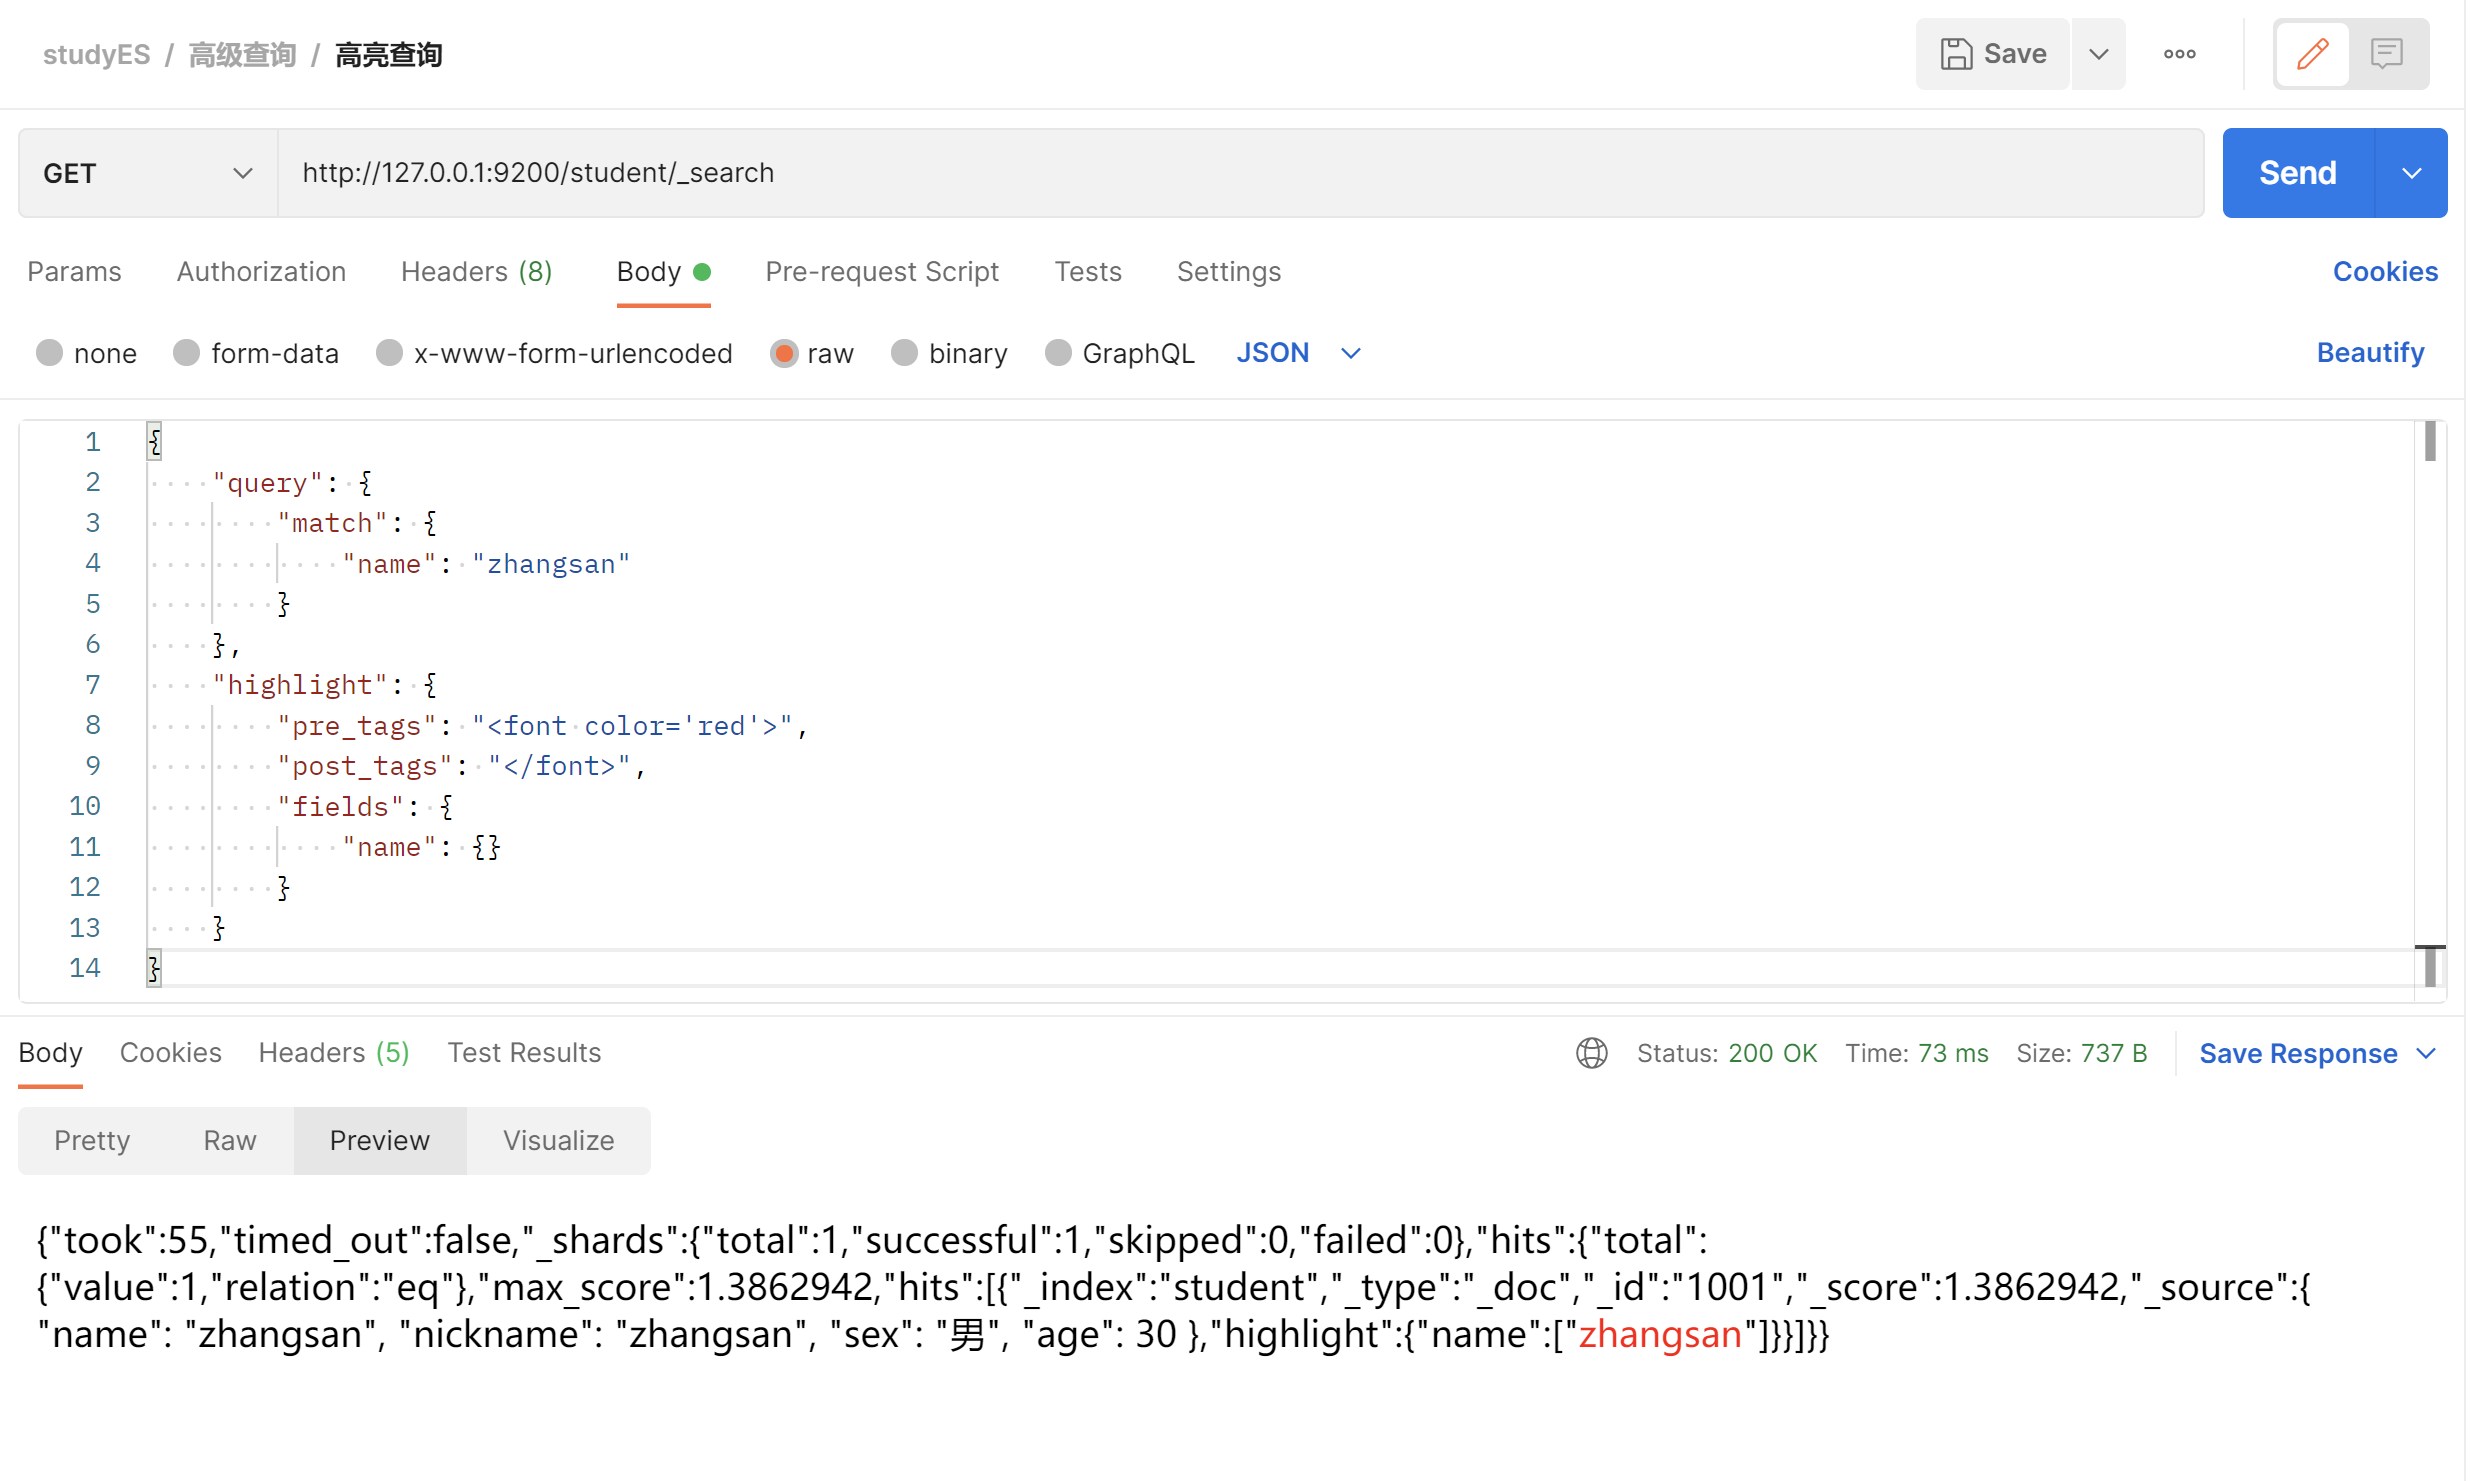 studyES / 高级查询 / 高亮查询
Save
GET
http://127.0.0.1:9200/student/_search
Send
Params Authorization Headers (8) Body Pre-request Script Tests Settings Cookies
none form-data x-www-form-urlencoded raw binary GraphQL JSON Beautify
1 {
2 "query": {
3 "match": {
4 "name": "zhangsan"
5 }
6 },
7 "highlight": {
8 "pre_tags": "<font color='red'>",
9 "post_tags": "</font>",
10 "fields": {
11 "name": {}
12 }
13 }
14 }
Body Cookies Headers (5) Test Results Status: 200 OK Time: 73 ms Size: 737 B Save Response
Pretty Raw Preview Visualize
{"took":55,"timed_out":false,"_shards":{"total":1,"successful":1,"skipped":0,"failed":0},"hits":{"total":
{"value":1,"relation":"eq"},"max_score":1.3862942,"hits":[{"_index":"student","_type":"_doc","_id":"1001","_score":1.3862942,"_source":{
"name": "zhangsan", "nickname": "zhangsan", "sex": "男", "age": 30 },"highlight":{"name":["zhangsan"]}}]}}